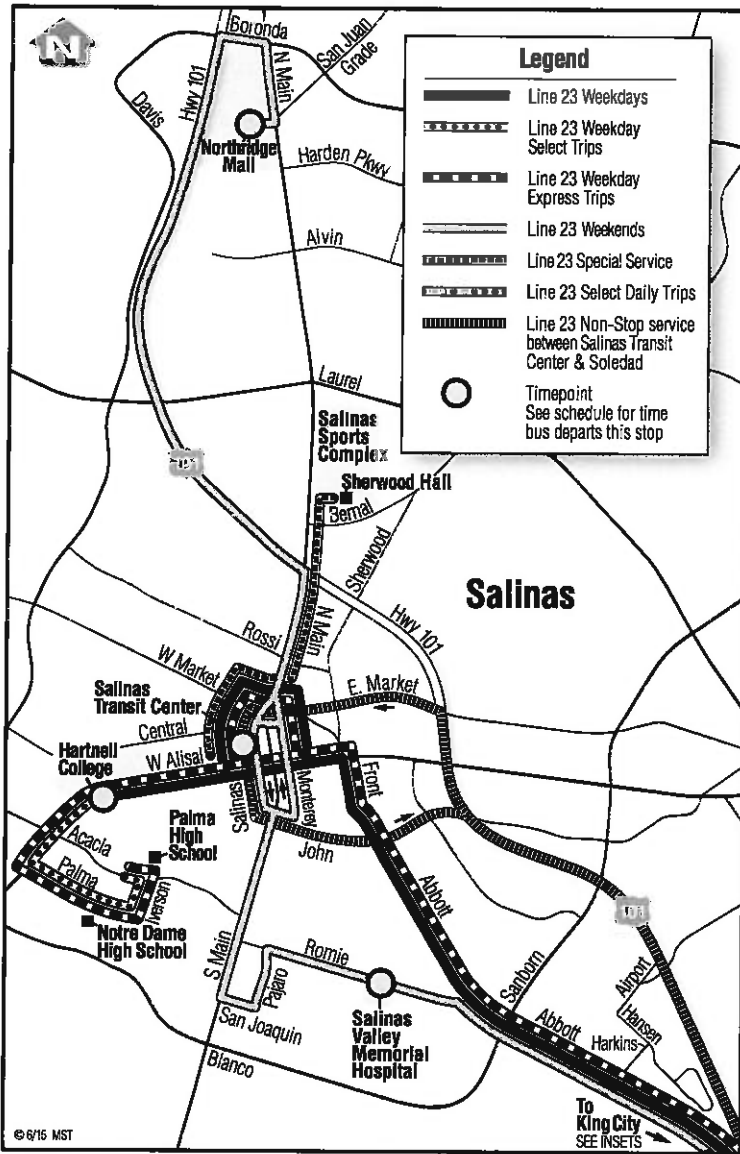 N
Boronda
San Juan
Grade
N Main
Hwy 101
Davis
Northridge
Mall
Harden Pkwy
Alvin
Legend
Line 23 Weekdays
Line 23 Weekday
Select Trips
Line 23 Weekday
Express Trips
Line 23 Weekends
Line 23 Special Service
Line 23 Select Daily Trips
Line 23 Non-Stop service
between Salinas Transit
Center & Soledad
Timepoint
See schedule for time
bus departs this stop
Laurel
Salinas
Sports
Complex
Sherwood Hall
Bernal
Sherwood
101
Salinas
Hwy 101
Rossi
N Main
W Market
E. Market
Salinas
Transit Center
Central
Hartnell
College
W Alisal
Salinas
Monterey
Front
Palma
High
School
Acacia
Palma
Iverson
John
Notre Dame
High School
Abbott
S Main
Romie
Pajaro
San Joaquin
Sanborn
101
Airport
Abbott
Hansen
Harkins
Salinas
Valley
Memorial
Hospital
Blanco
To
King City
SEE INSETS
© 6/15 MST